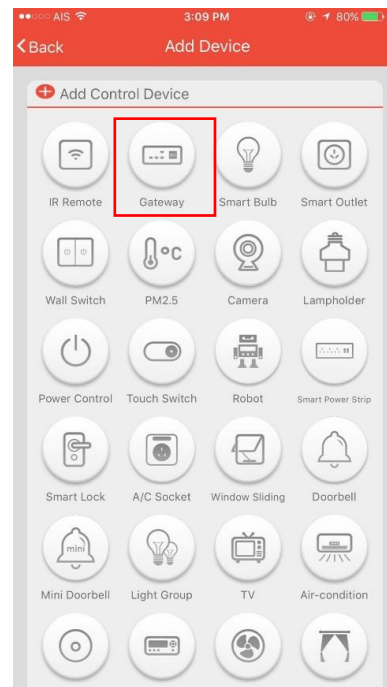 AIS 3:09 PM 80%
Back Add Device
Add Control Device
IR Remote Gateway Smart Bulb Smart Outlet
°C
Wall Switch PM2.5 Camera Lampholder
Power Control Touch Switch Robot Smart Power Strip
Smart Lock A/C Socket Window Sliding Doorbell
mini
Mini Doorbell Light Group TV Air-condition